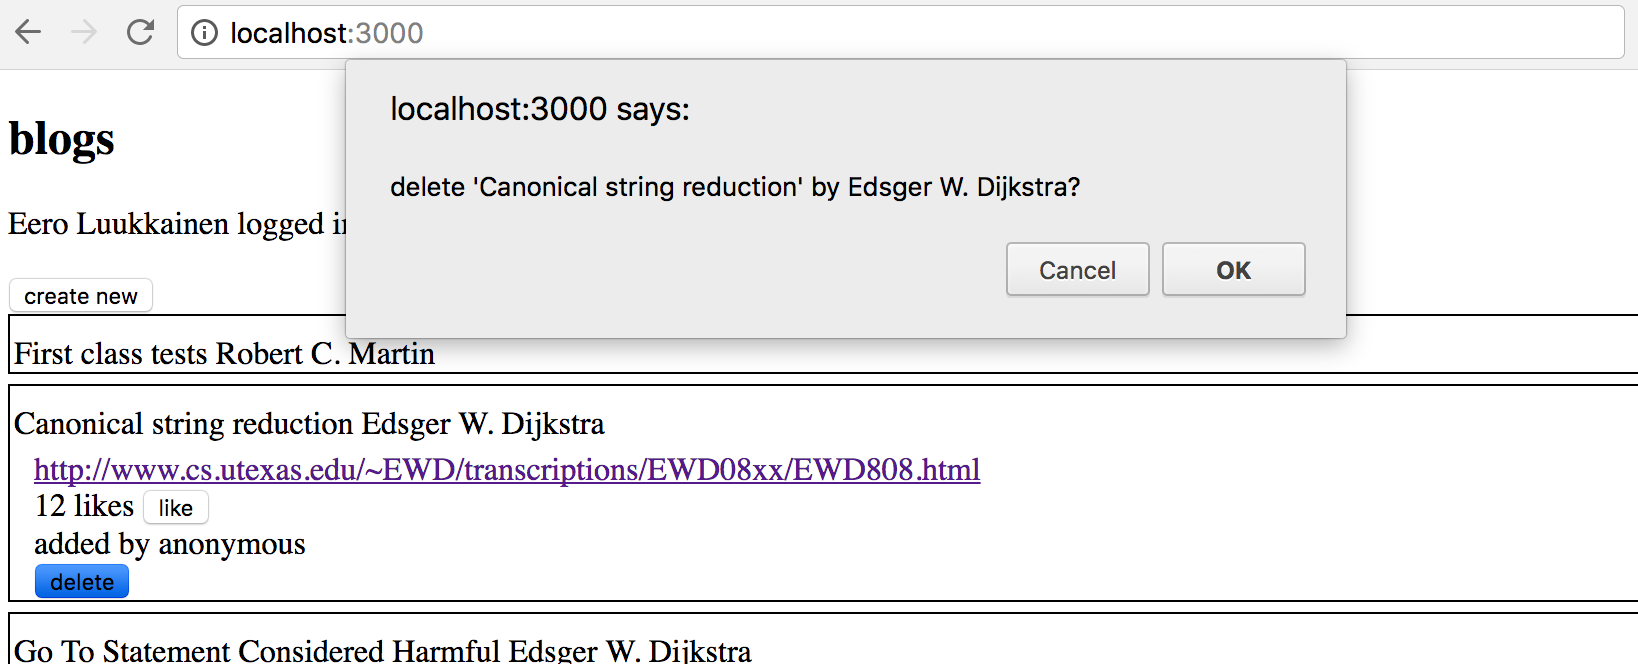 localhost:3000
localhost:3000 says:
delete 'Canonical string reduction' by Edsger W. Dijkstra?
Cancel OK
blogs
Eero Luukkainen logged
create new
First class tests Robert C. Martin
Canonical string reduction Edsger W. Dijkstra
http://www.cs.utexas.edu/~EWD/transcriptions/EWD08xx/EWD808.html
12 likes like
added by anonymous
delete
Go To Statement Considered Harmful Edsger W. Dijkstra